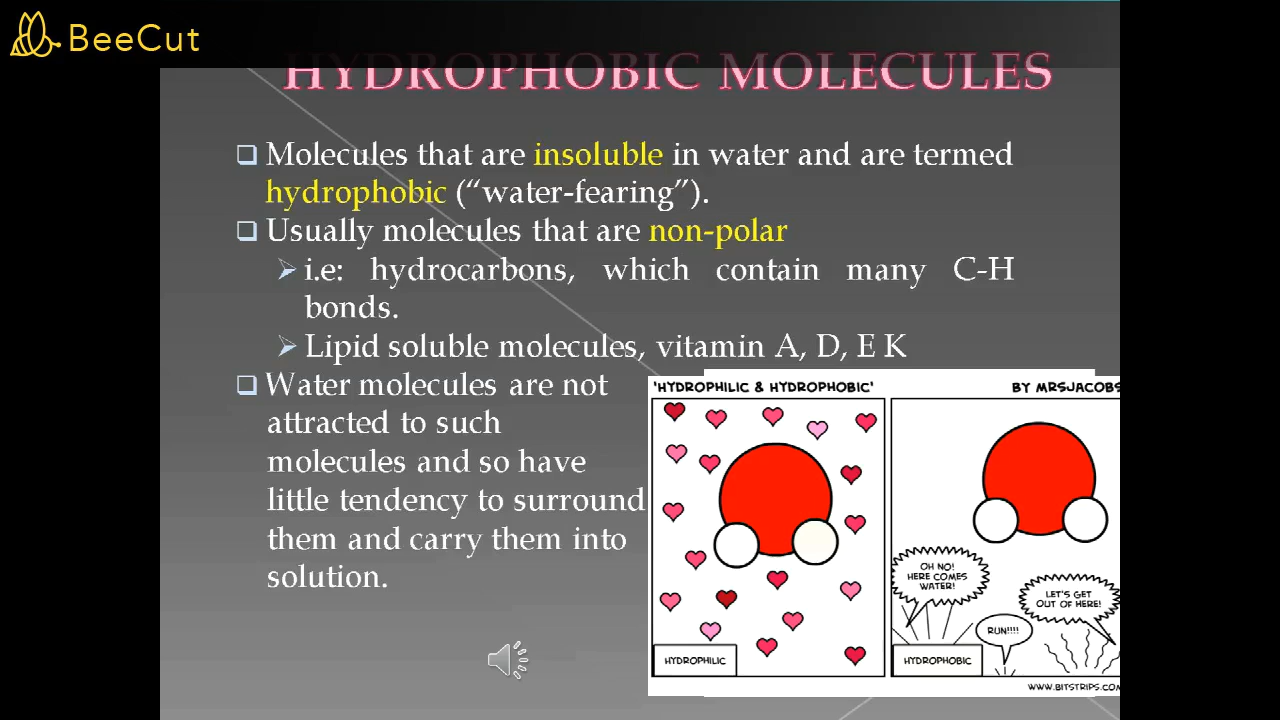 BeeCut
HYDROPHOBIC MOLECULES
Molecules that are insoluble in water and are termed
hydrophobic (“water-fearing”).
Usually molecules that are non-polar
i.e: hydrocarbons, which contain many C-H
bonds.
Lipid soluble molecules, vitamin A, D, E K
Water molecules are not
attracted to such
molecules and so have
little tendency to surround
them and carry them into
solution.
'HYDROPHILIC & HYDROPHOBIC'
BY MRSJACOBS
OH NO!
HERE COMES
WATER!
LET'S GET
OUT OF HERE!
RUN!!!!
HYDROPHILIC
HYDROPHOBIC
WWW.BITSTRIPS.COM